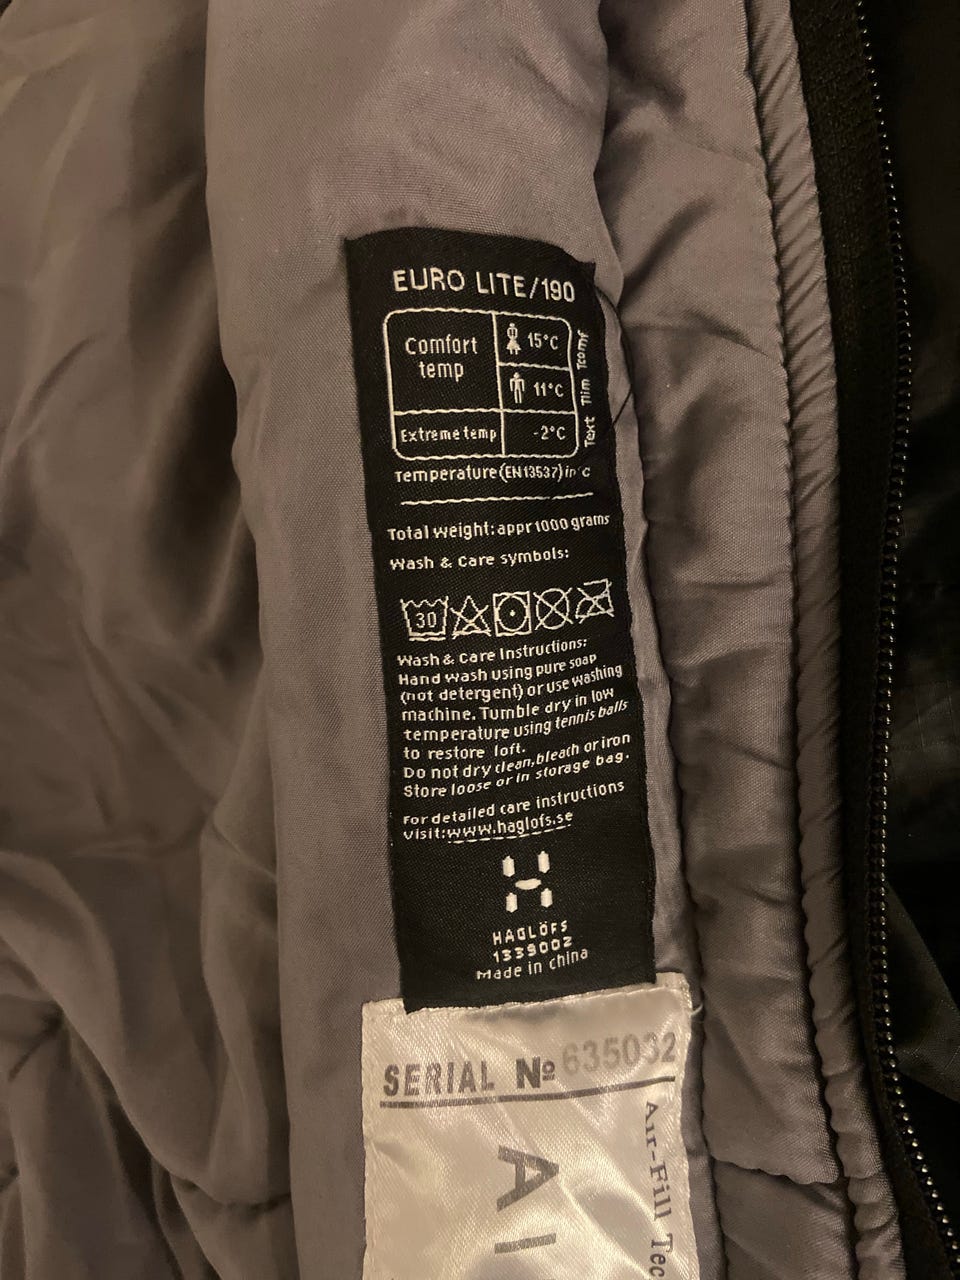 EURO LITE/190
Comfort
temp
15°C
11°C
Extreme temp
-2°C
Text Tlim Tcomf
Temperature (EN13537) in °C
Total weight: appr 1000 grams
Wash & Care symbols:
30
Wash & Care Instructions:
Hand wash using pure soap
(not detergent) or use washing
machine. Tumble dry in low
temperature using tennis balls
to restore loft.
Do not dry clean, bleach or iron
Store loose or in storage bag.
For detailed care instructions
visit: www.haglofs.se
HAGLÖFS
1339002
Made in china
SERIAL № 635032
Air-Fill Tec